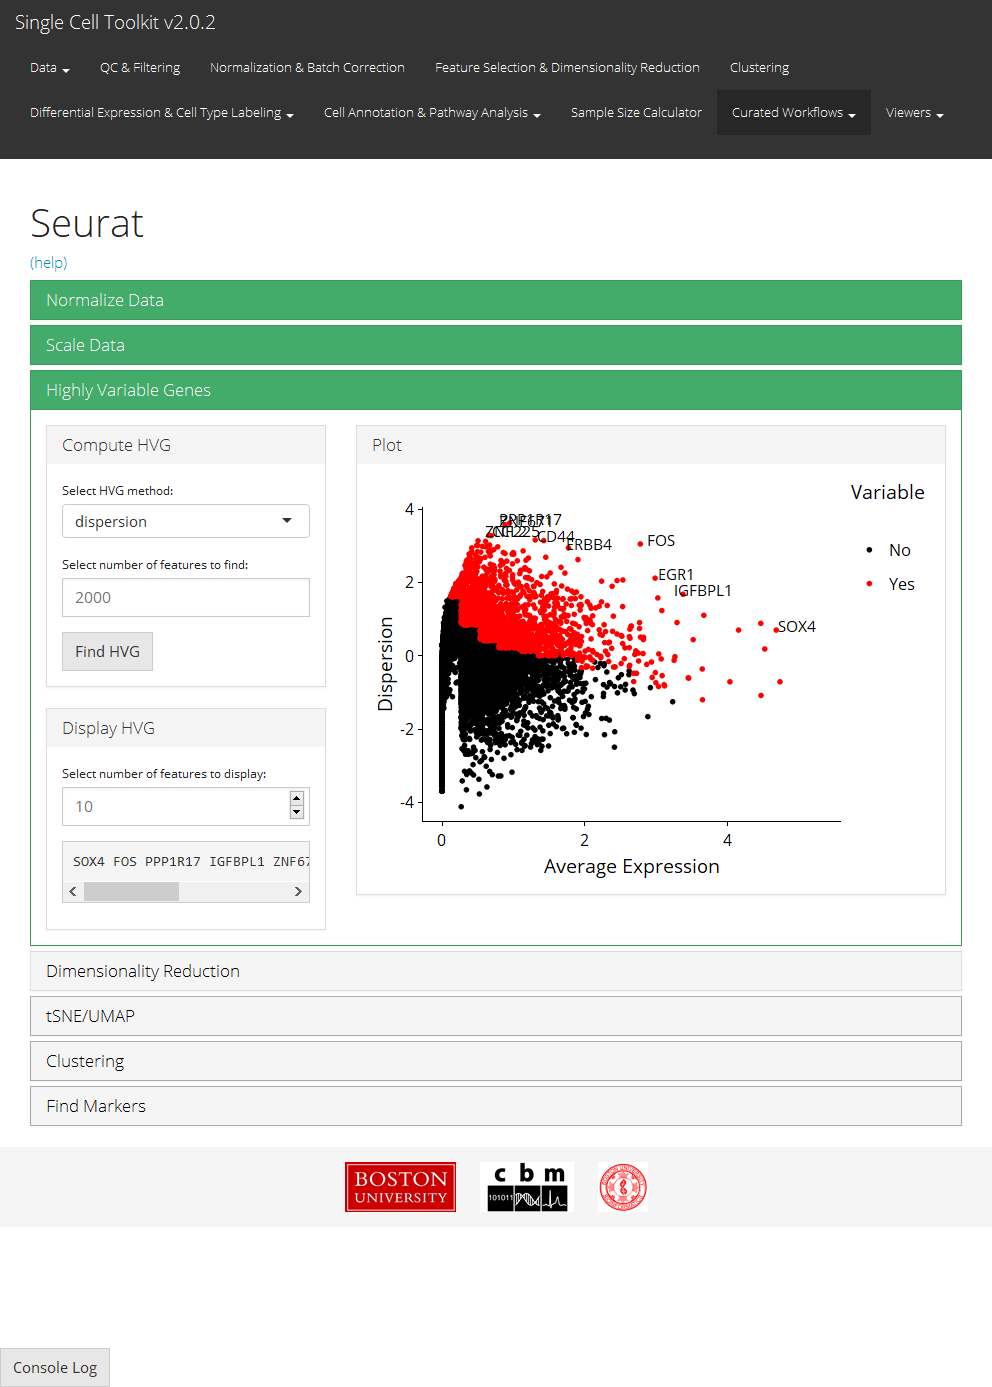 Single Cell Toolkit v2.0.2
Data
QC & Filtering
Normalization & Batch Correction
Feature Selection & Dimensionality Reduction
Clustering
Differential Expression & Cell Type Labeling
Cell Annotation & Pathway Analysis
Sample Size Calculator
Curated Workflows
Viewers
Seurat
(help)
Normalize Data
Scale Data
Highly Variable Genes
Compute HVG
Select HVG method:
dispersion
Select number of features to find:
2000
Find HVG
Display HVG
Select number of features to display:
10
SOX4 FOS PPP1R17 IGFBPL1 ZNF67
Plot
Variable
No
Yes
PPP1R17
CD44
ERBB4
FOS
EGR1
IGFBPL1
SOX4
Dispersion
4
2
0
-2
-4
0 2 4
Average Expression
Dimensionality Reduction
tSNE/UMAP
Clustering
Find Markers
BOSTON
UNIVERSITY
cbm
101011
Console Log